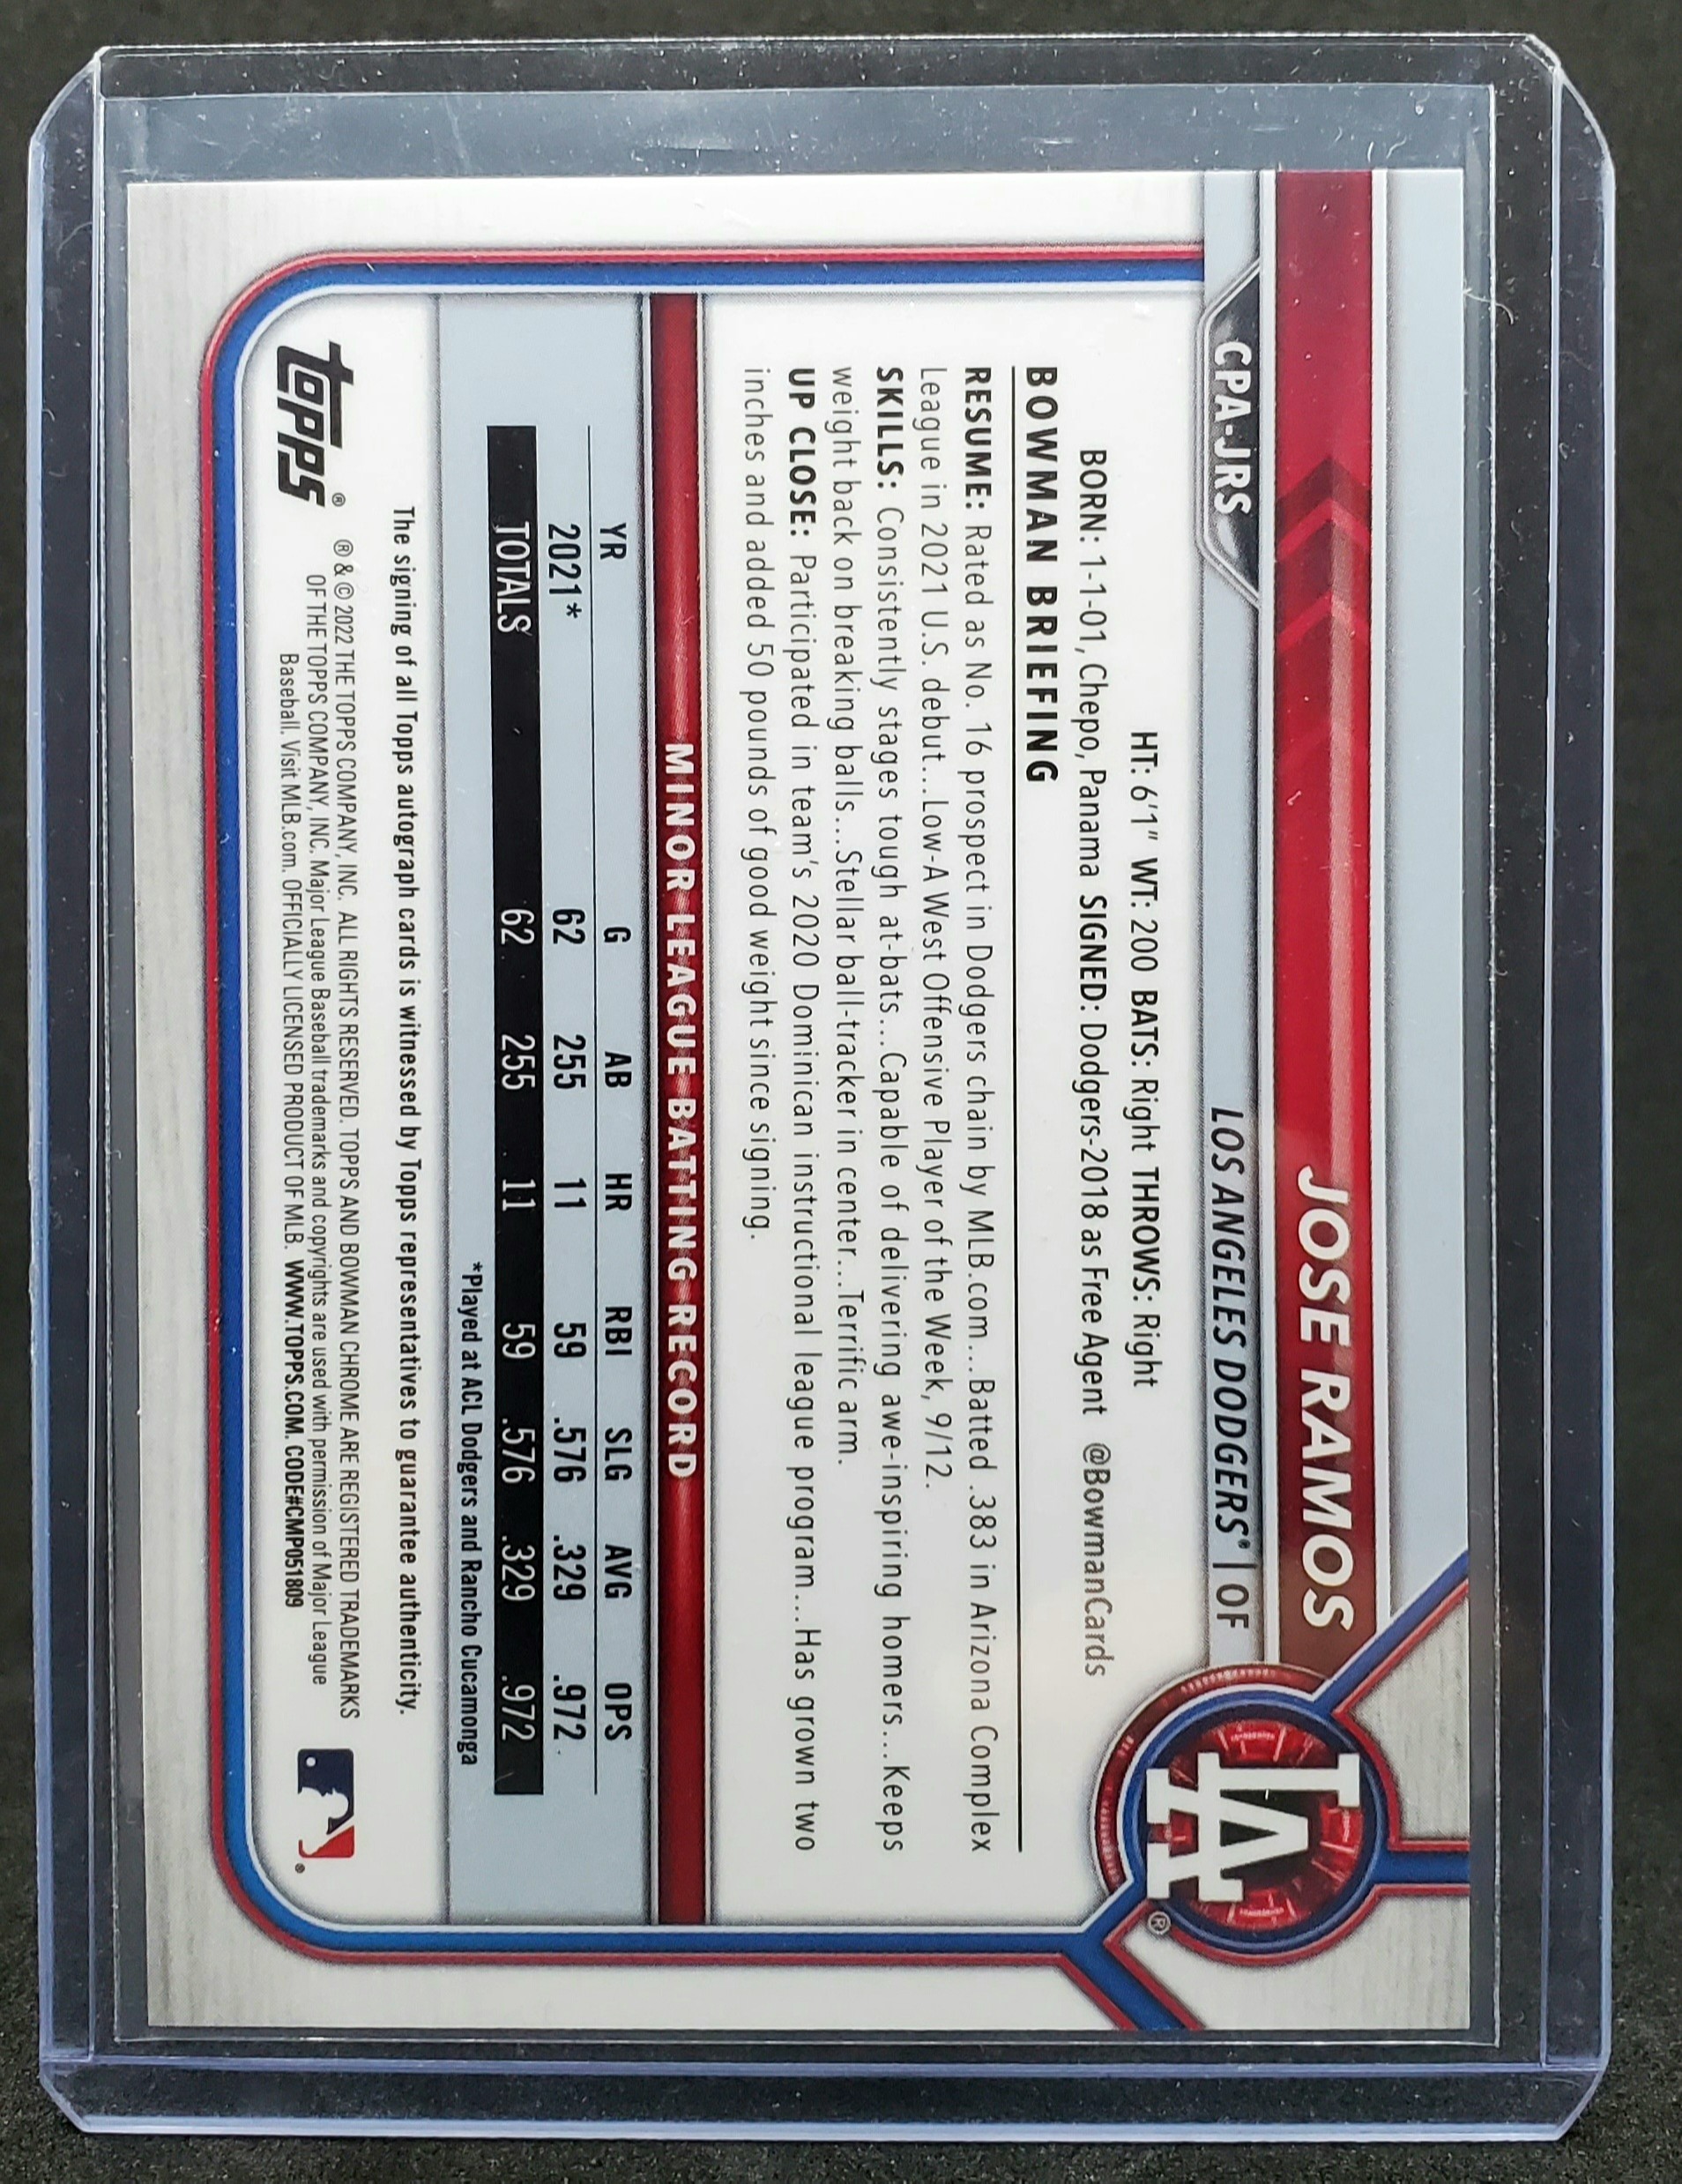 JOSE RAMOS
CPA-JRS
LOS ANGELES DODGERS® | OF
LA®
HT: 6'1" WT: 200 BATS: Right THROWS: Right
BORN: 1-1-01, Chepo, Panama SIGNED: Dodgers-2018 as Free Agent @BowmanCards
BOWMAN BRIEFING
RESUME: Rated as No. 16 prospect in Dodgers chain by MLB.com...Batted .383 in Arizona Complex
League in 2021 U.S. debut...Low-A West Offensive Player of the Week, 9/12.
SKILLS: Consistently stages tough at-bats...Capable of delivering awe-inspiring homers...Keeps
weight back on breaking balls...Stellar ball-tracker in center...Terrific arm.
UP CLOSE: Participated in team's 2020 Dominican instructional league program...Has grown two
inches and added 50 pounds of good weight since signing.
MINOR LEAGUE BATTING RECORD
YR G AB HR RBI SLG AVG OPS
2021* 62 255 11 59 .576 .329 .972
TOTALS 62 255 11 59 .576 .329 .972
*Played at ACL Dodgers and Rancho Cucamonga
The signing of all Topps autograph cards is witnessed by Topps representatives to guarantee authenticity.
topps®
® & © 2022 THE TOPPS COMPANY, INC. ALL RIGHTS RESERVED. TOPPS AND BOWMAN CHROME ARE REGISTERED TRADEMARKS
OF THE TOPPS COMPANY, INC. Major League Baseball trademarks and copyrights are used with permission of Major League
Baseball. Visit MLB.com. OFFICIALLY LICENSED PRODUCT OF MLB. WWW.TOPPS.COM. CODE#CMP051809